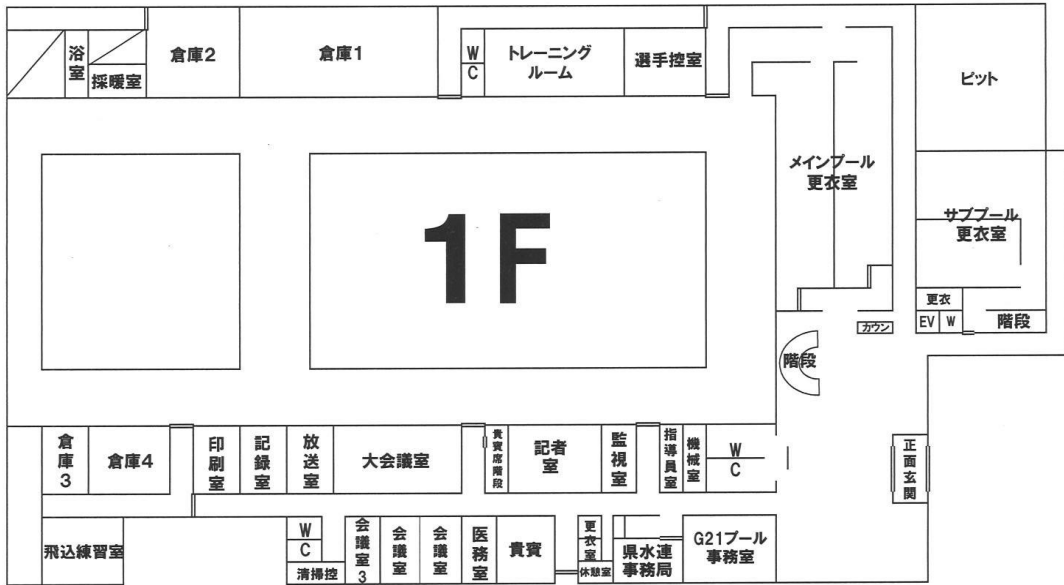 浴室
採暖室
倉庫2
倉庫1
W
C
トレーニング
ルーム
選手控室
ピット
メインプール
更衣室
サブプール
更衣室
1F
更衣
EV
W
階段
カウン
階段
倉庫3
倉庫4
印刷室
記録室
放送室
大会議室
貴賓席階段
記者
室
監視室
指導員室
機械室
W
C
正面玄関
飛込練習室
W
C
清掃控
会議室3
会議室
会議室
医務室
貴賓
更衣室
休憩室
県水連
事務局
G21プール
事務室